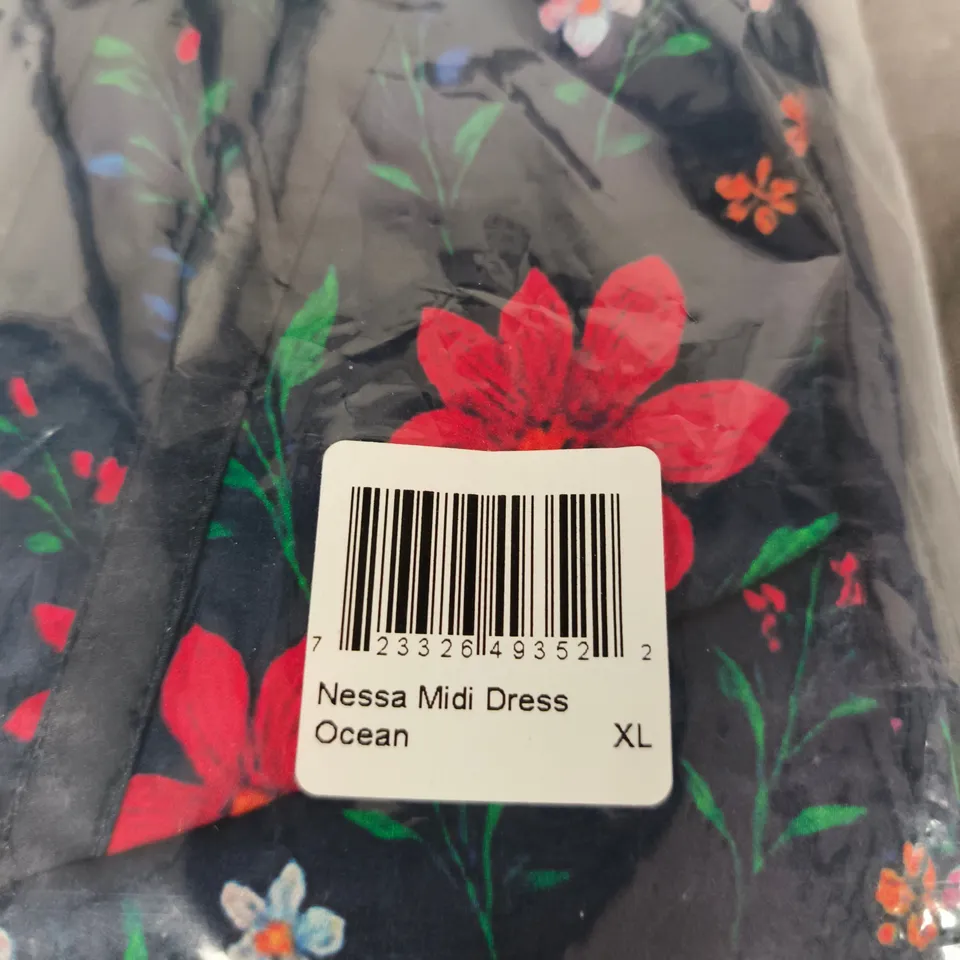 7 23326 49352 2
Nessa Midi Dress
Ocean XL